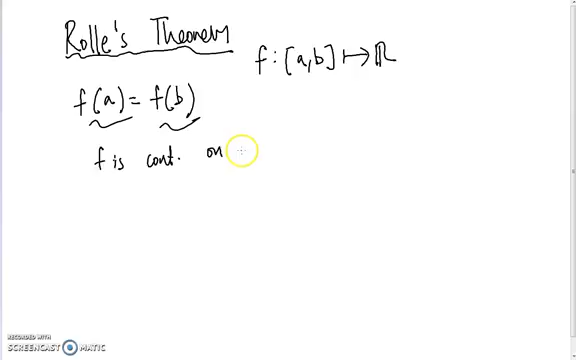 Rolle's Theorem
f : [a,b] ↦ ℝ
f(a) = f(b)
f is cont. on
RECORDED WITH
SCREENCAST MATIC